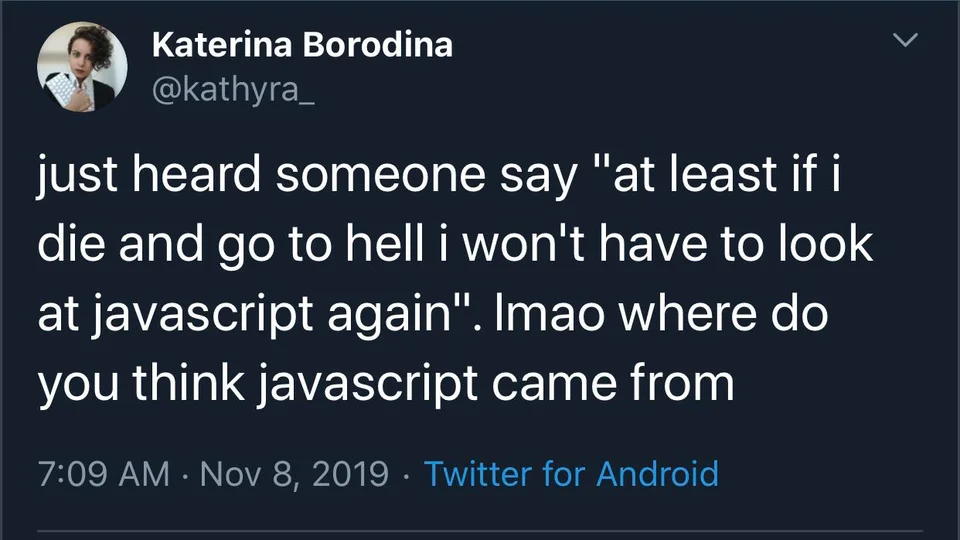 Katerina Borodina
@kathyra_
just heard someone say "at least if i
die and go to hell i won't have to look
at javascript again". lmao where do
you think javascript came from
7:09 AM · Nov 8, 2019 · Twitter for Android